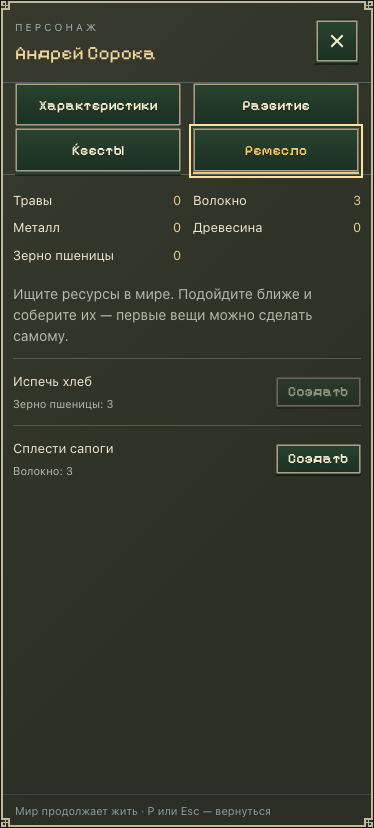 ПЕРСОНАЖ
Андрей Сорока
×
Характеристики
Развитие
Квесты
Ремесло
Травы 0
Волокно 3
Металл 0
Древесина 0
Зерно пшеницы 0
Ищите ресурсы в мире. Подойдите ближе и
соберите их — первые вещи можно сделать
самому.
Испечь хлеб
Создать
Зерно пшеницы: 3
Сплести сапоги
Создать
Волокно: 3
Мир продолжает жить · P или Esc — вернуться